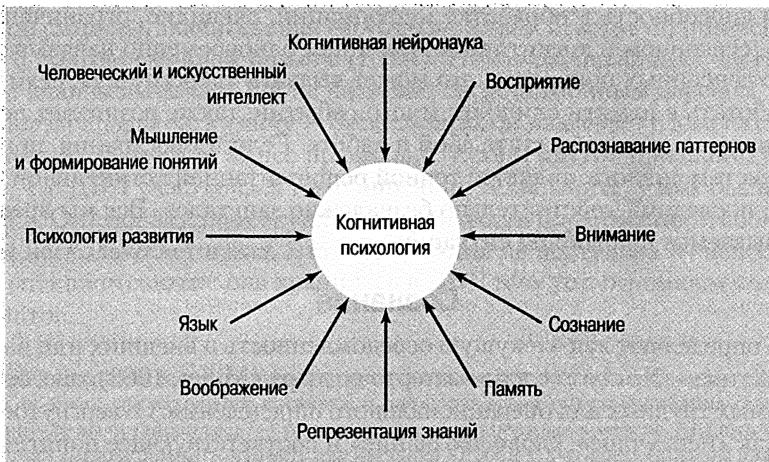 Когнитивная нейронаука
Человеческий и искусственный
интеллект
Восприятие
Мышление
и формирование понятий
Распознавание паттернов
Когнитивная
психология
Психология развития
Внимание
Язык
Сознание
Воображение
Память
Репрезентация знаний